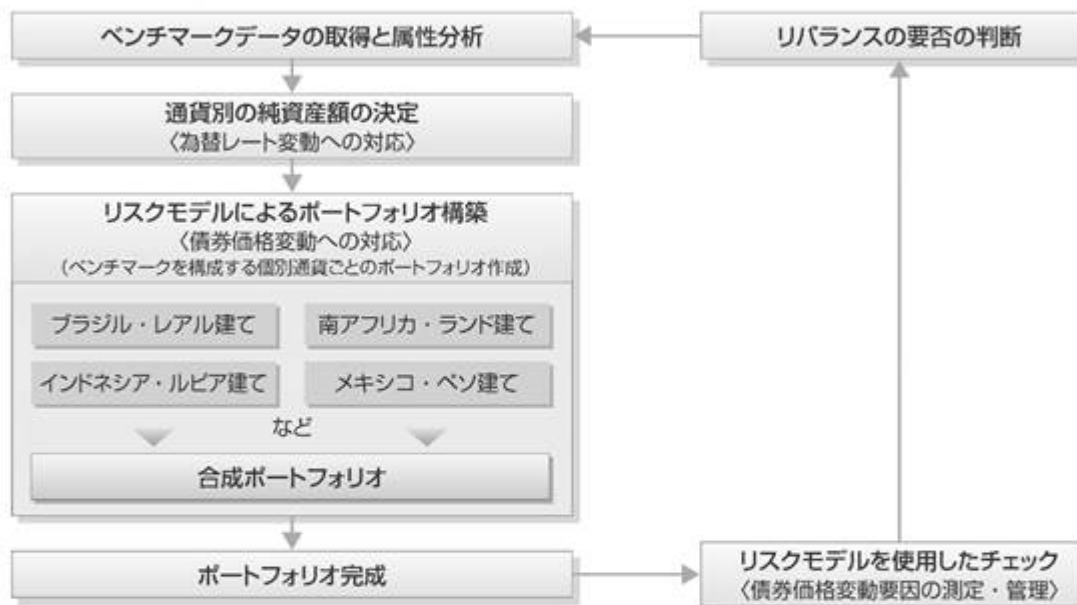 ベンチマークデータの取得と属性分析
リバランスの要否の判断
通貨別の純資産額の決定
〈為替レート変動への対応〉
リスクモデルによるポートフォリオ構築
〈債券価格変動への対応〉
(ベンチマークを構成する個別通貨ごとのポートフォリオ作成)
ブラジル・レアル建て
南アフリカ・ランド建て
インドネシア・ルピア建て
メキシコ・ペソ建て
など
合成ポートフォリオ
ポートフォリオ完成
リスクモデルを使用したチェック
〈債券価格変動要因の測定・管理〉